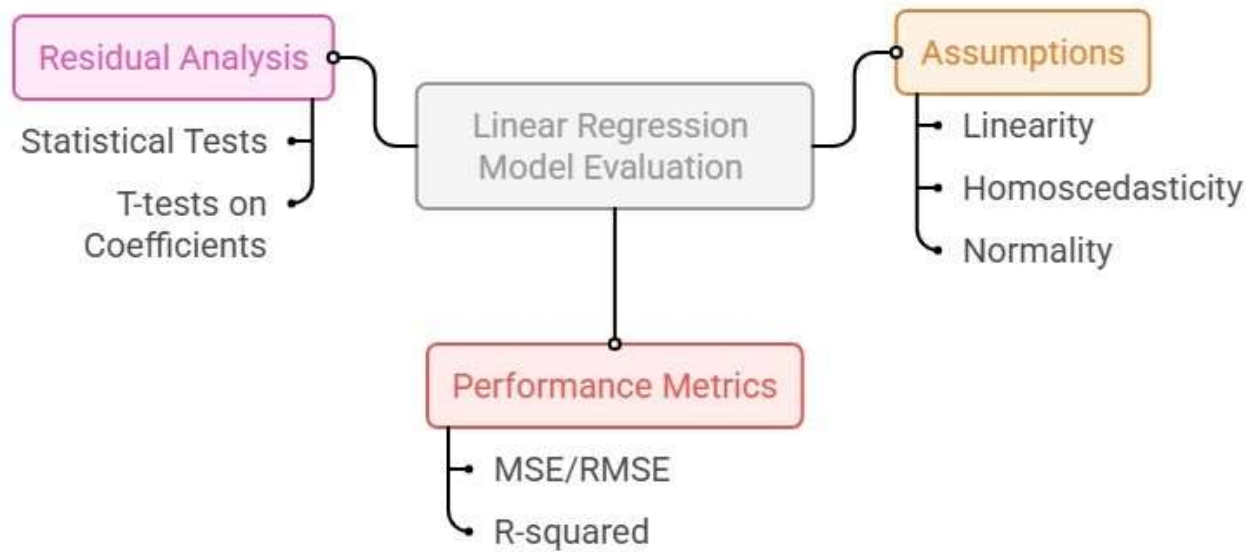 Residual Analysis
Statistical Tests
T-tests on
Coefficients
Linear Regression
Model Evaluation
Assumptions
Linearity
Homoscedasticity
Normality
Performance Metrics
MSE/RMSE
R-squared